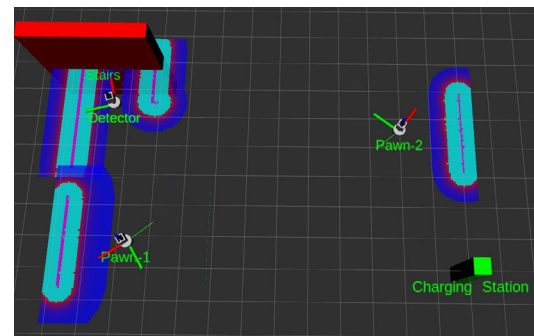 Stairs
Detector
Pawn-2
Pawn-1
Charging Station